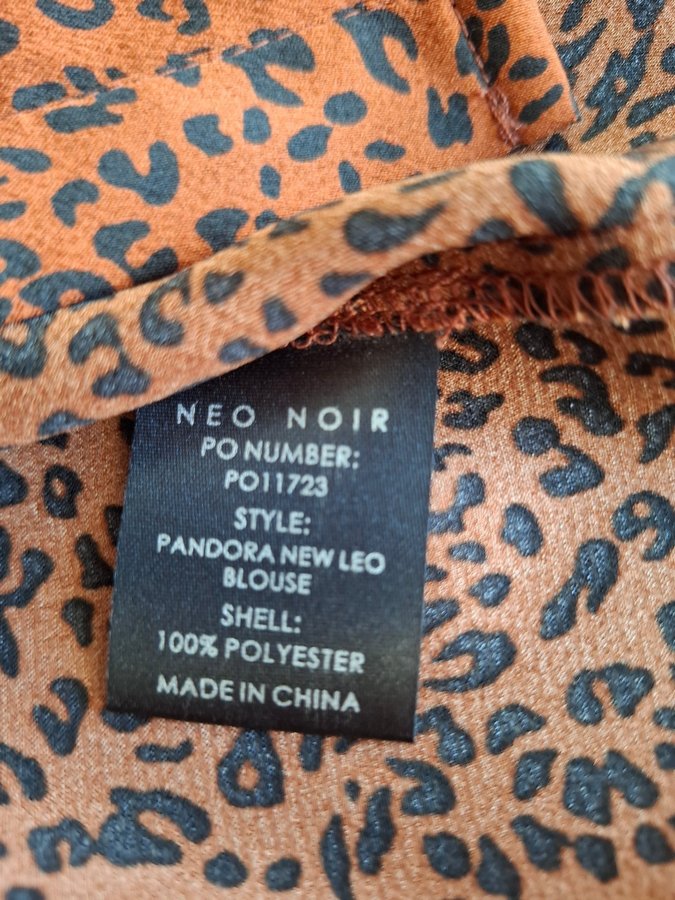 NEO NOIR
PO NUMBER:
PO11723
STYLE:
PANDORA NEW LEO
BLOUSE
SHELL:
100% POLYESTER
MADE IN CHINA